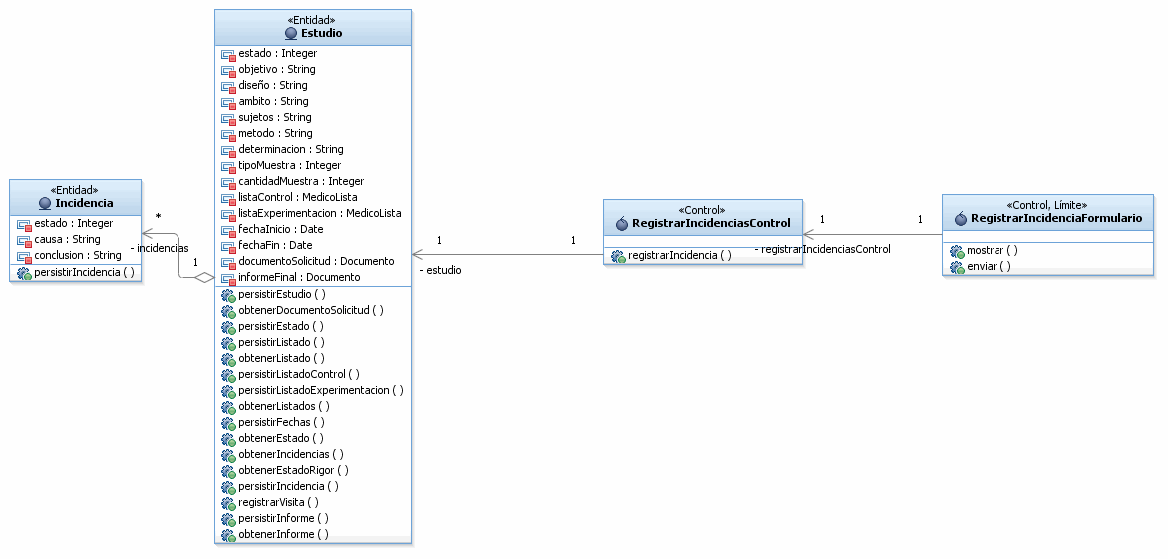 «Entidad»
Incidencia
estado : Integer
causa : String
conclusion : String
persistirIncidencia ( )
*
- incidencias
1
«Entidad»
Estudio
estado : Integer
objetivo : String
diseño : String
ambito : String
sujetos : String
metodo : String
determinacion : String
tipoMuestra : Integer
cantidadMuestra : Integer
listaControl : MedicoLista
listaExperimentacion : MedicoLista
fechaInicio : Date
fechaFin : Date
documentoSolicitud : Documento
informeFinal : Documento
persistirEstudio ( )
obtenerDocumentoSolicitud ( )
persistirEstado ( )
persistirListado ( )
obtenerListado ( )
persistirListadoControl ( )
persistirListadoExperimentacion ( )
obtenerListados ( )
persistirFechas ( )
obtenerEstado ( )
obtenerIncidencias ( )
obtenerEstadoRigor ( )
persistirIncidencia ( )
registrarVisita ( )
persistirInforme ( )
obtenerInforme ( )
1
- estudio
1
«Control»
RegistrarIncidenciasControl
registrarIncidencia ( )
1
- registrarIncidenciasControl
1
«Control, Límite»
RegistrarIncidenciaFormulario
mostrar ( )
enviar ( )